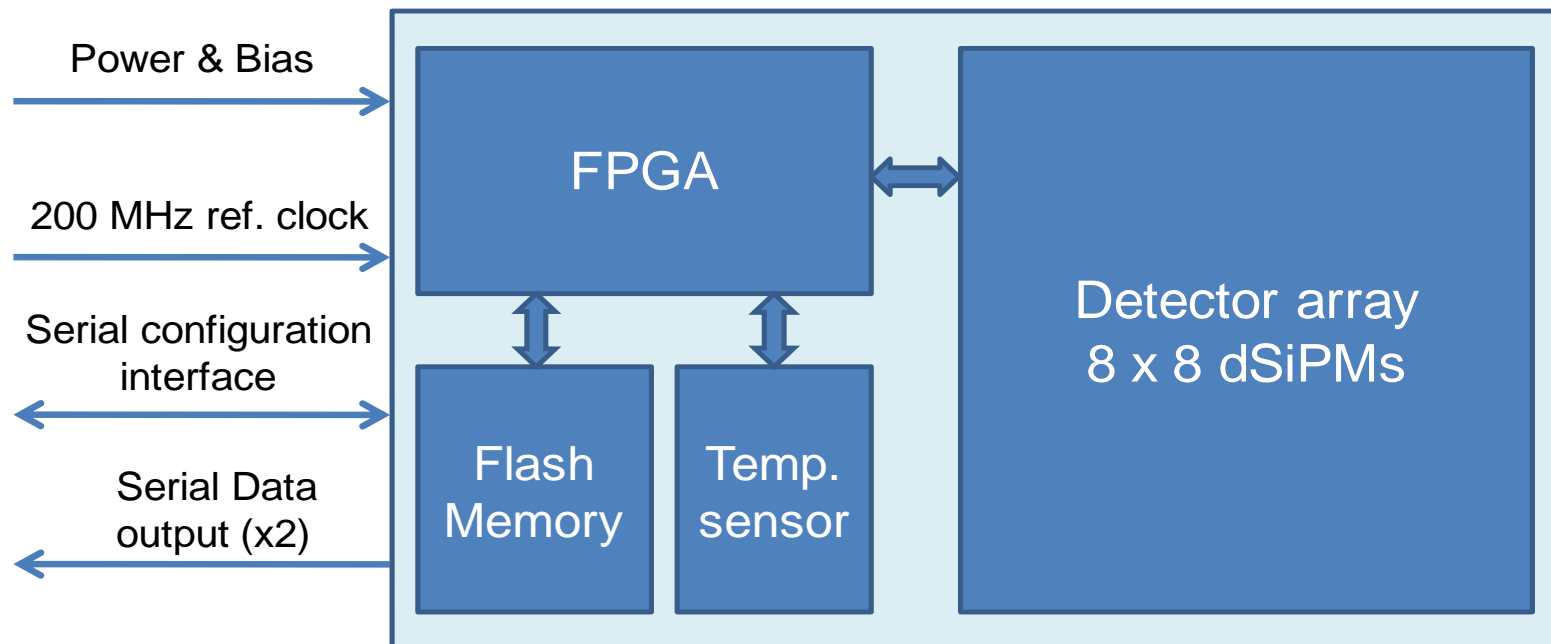 Power & Bias
200 MHz ref. clock
Serial configuration
interface
Serial Data
output (x2)
FPGA
Flash
Memory
Temp.
sensor
Detector array
8 x 8 dSiPMs